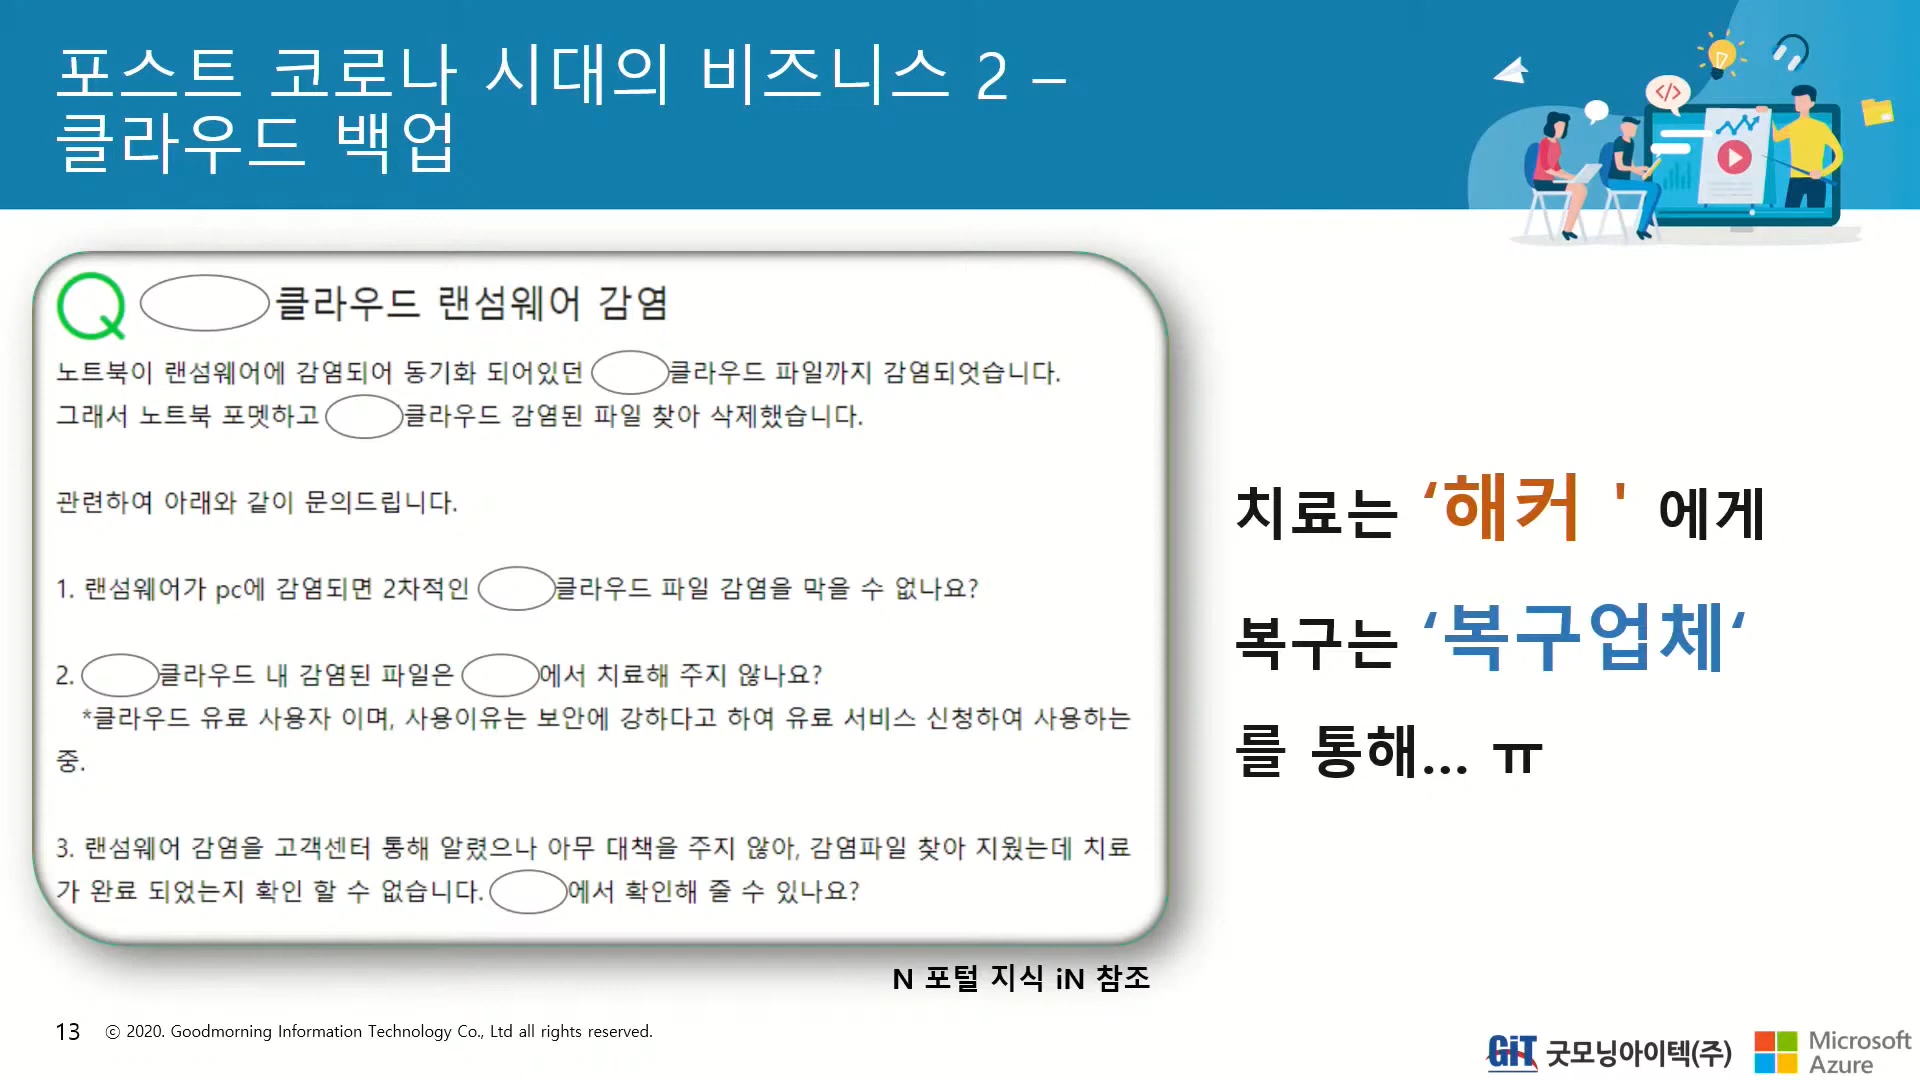 포스트 코로나 시대의 비즈니스 2 –
클라우드 백업
</>
Q 클라우드 랜섬웨어 감염
노트북이 랜섬웨어에 감염되어 동기화 되어있던 클라우드 파일까지 감염되엇습니다.
그래서 노트북 포멧하고 클라우드 감염된 파일 찾아 삭제했습니다.
관련하여 아래와 같이 문의드립니다.
1. 랜섬웨어가 pc에 감염되면 2차적인 클라우드 파일 감염을 막을 수 없나요?
2. 클라우드 내 감염된 파일은 에서 치료해 주지 않나요?
*클라우드 유료 사용자 이며, 사용이유는 보안에 강하다고 하여 유료 서비스 신청하여 사용하는
중.
3. 랜섬웨어 감염을 고객센터 통해 알렸으나 아무 대책을 주지 않아, 감염파일 찾아 지웠는데 치료
가 완료 되었는지 확인 할 수 없습니다. 에서 확인해 줄 수 있나요?
N 포털 지식 iN 참조
치료는 ‘해커 ' 에게
복구는 ‘복구업체‘
를 통해... ㅠ
13 ⓒ 2020. Goodmorning Information Technology Co., Ltd all rights reserved.
GiT 굿모닝아이텍(주)
Microsoft
Azure